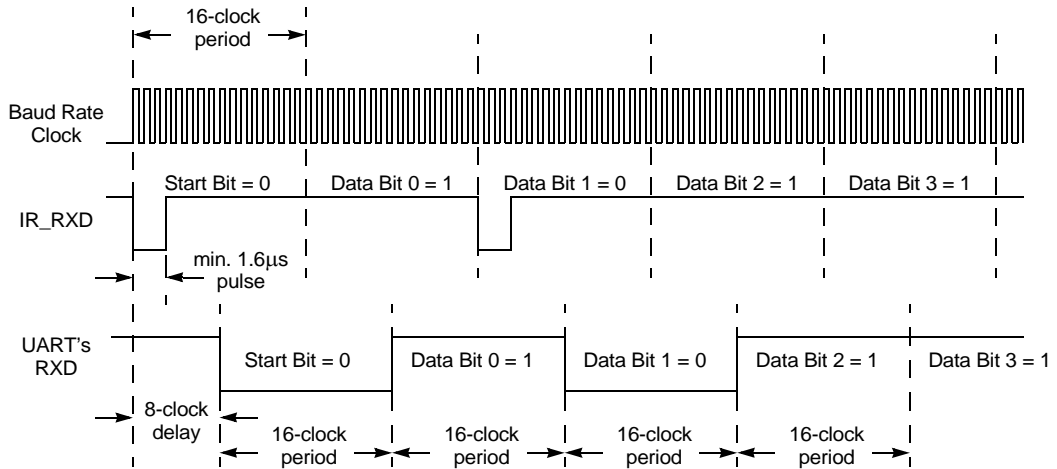 16-clock
period
Baud Rate
Clock
Start Bit = 0
Data Bit 0 = 1
Data Bit 1 = 0
Data Bit 2 = 1
Data Bit 3 = 1
IR_RXD
min. 1.6μs
pulse
UART's
RXD
Start Bit = 0
Data Bit 0 = 1
Data Bit 1 = 0
Data Bit 2 = 1
Data Bit 3 = 1
8-clock
delay
16-clock
period
16-clock
period
16-clock
period
16-clock
period